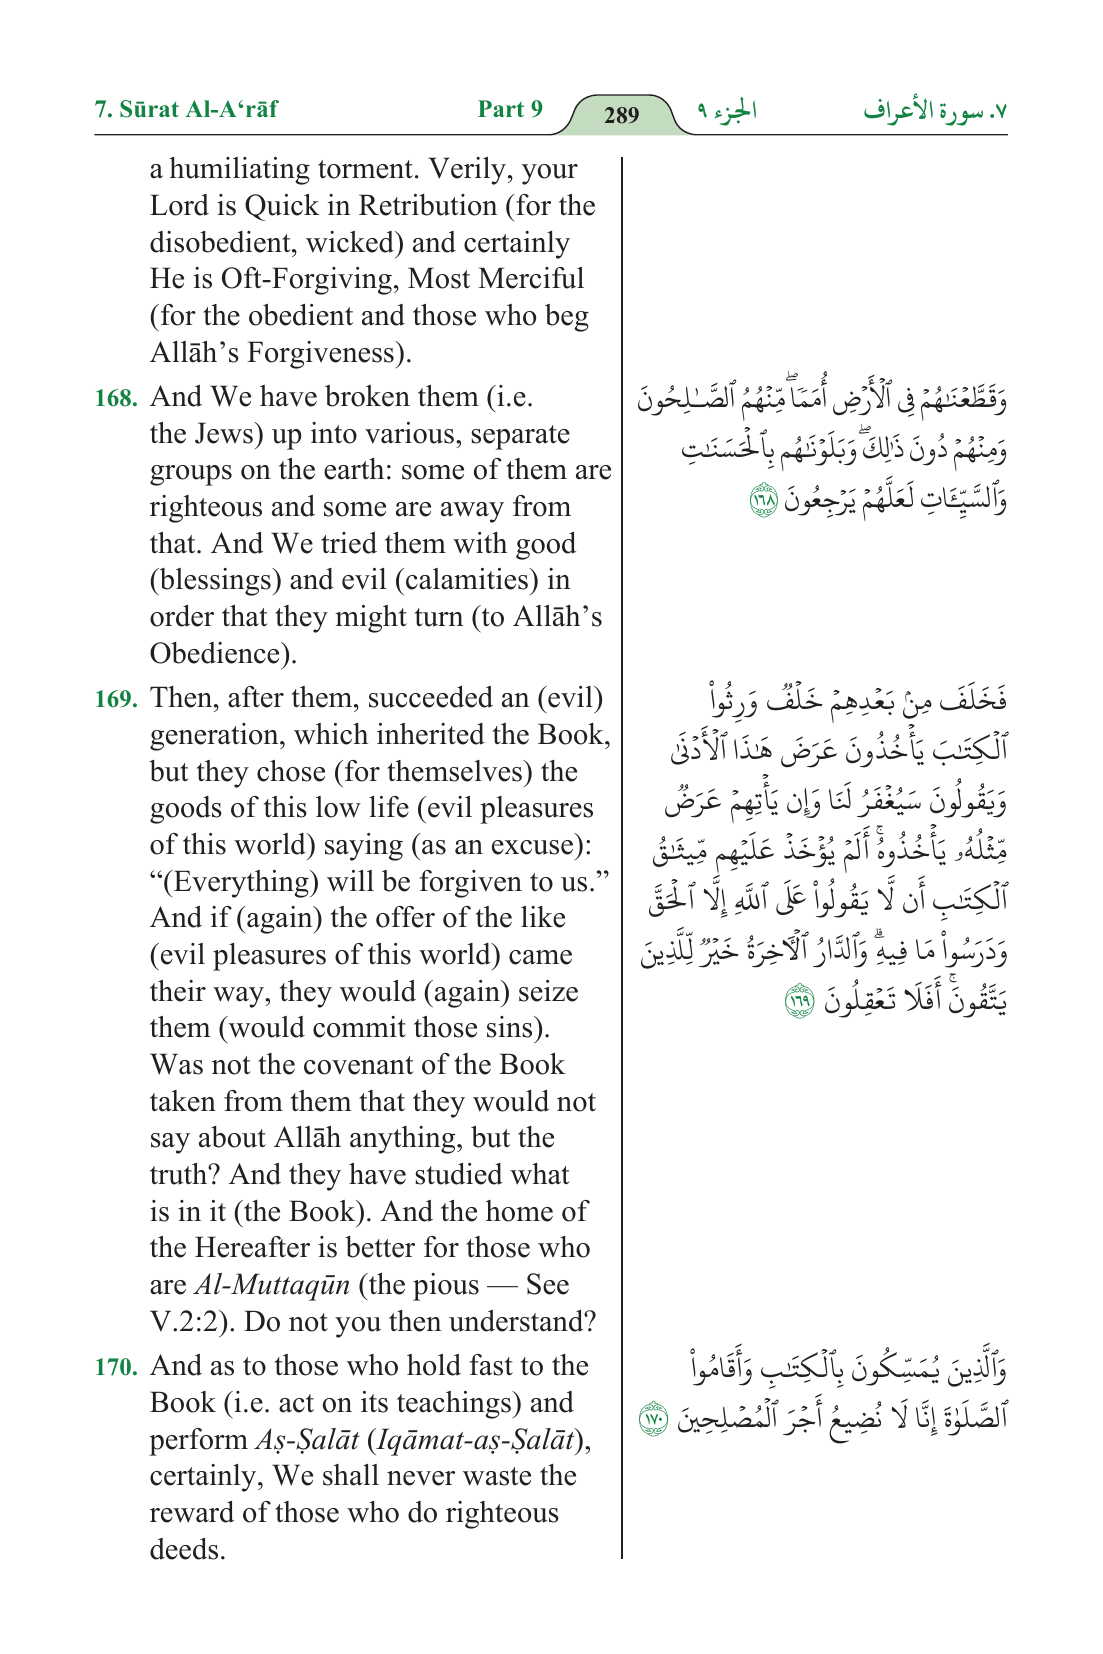 7. Sūrat Al-A‘rāf Part 9 289 الجزء ٩ ٧. سورة الأعراف
a humiliating torment. Verily, your
Lord is Quick in Retribution (for the
disobedient, wicked) and certainly
He is Oft-Forgiving, Most Merciful
(for the obedient and those who beg
Allāh’s Forgiveness).
168. And We have broken them (i.e.
the Jews) up into various, separate
groups on the earth: some of them are
righteous and some are away from
that. And We tried them with good
(blessings) and evil (calamities) in
order that they might turn (to Allāh’s
Obedience).
وَقَطَّعْنَـٰهُمْ فِى ٱلْأَرْضِ أُمَمًا ۖ مِّنْهُمُ ٱلصَّـٰلِحُونَ
وَمِنْهُمْ دُونَ ذَٰلِكَ ۖ وَبَلَوْنَـٰهُم بِٱلْحَسَنَـٰتِ
وَٱلسَّيِّـَٔاتِ لَعَلَّهُمْ يَرْجِعُونَ ١٦٨
169. Then, after them, succeeded an (evil)
generation, which inherited the Book,
but they chose (for themselves) the
goods of this low life (evil pleasures
of this world) saying (as an excuse):
“(Everything) will be forgiven to us.”
And if (again) the offer of the like
(evil pleasures of this world) came
their way, they would (again) seize
them (would commit those sins).
Was not the covenant of the Book
taken from them that they would not
say about Allāh anything, but the
truth? And they have studied what
is in it (the Book). And the home of
the Hereafter is better for those who
are Al-Muttaqūn (the pious — See
V.2:2). Do not you then understand?
فَخَلَفَ مِنۢ بَعْدِهِمْ خَلْفٌ وَرِثُوا۟
ٱلْكِتَـٰبَ يَأْخُذُونَ عَرَضَ هَـٰذَا ٱلْأَدْنَىٰ
وَيَقُولُونَ سَيُغْفَرُ لَنَا وَإِن يَأْتِهِمْ عَرَضٌ
مِّثْلُهُۥ يَأْخُذُوهُ ۚ أَلَمْ يُؤْخَذْ عَلَيْهِم مِّيثَـٰقُ
ٱلْكِتَـٰبِ أَن لَّا يَقُولُوا۟ عَلَى ٱللَّهِ إِلَّا ٱلْحَقَّ
وَدَرَسُوا۟ مَا فِيهِ ۗ وَٱلدَّارُ ٱلْـَٔاخِرَةُ خَيْرٌ لِّلَّذِينَ
يَتَّقُونَ ۚ أَفَلَا تَعْقِلُونَ ١٦٩
170. And as to those who hold fast to the
Book (i.e. act on its teachings) and
perform Aṣ-Ṣalāt (Iqāmat-aṣ-Ṣalāt),
certainly, We shall never waste the
reward of those who do righteous
deeds.
وَٱلَّذِينَ يُمَسِّكُونَ بِٱلْكِتَـٰبِ وَأَقَامُوا۟
ٱلصَّلَوٰةَ إِنَّا لَا نُضِيعُ أَجْرَ ٱلْمُصْلِحِينَ ١٧٠